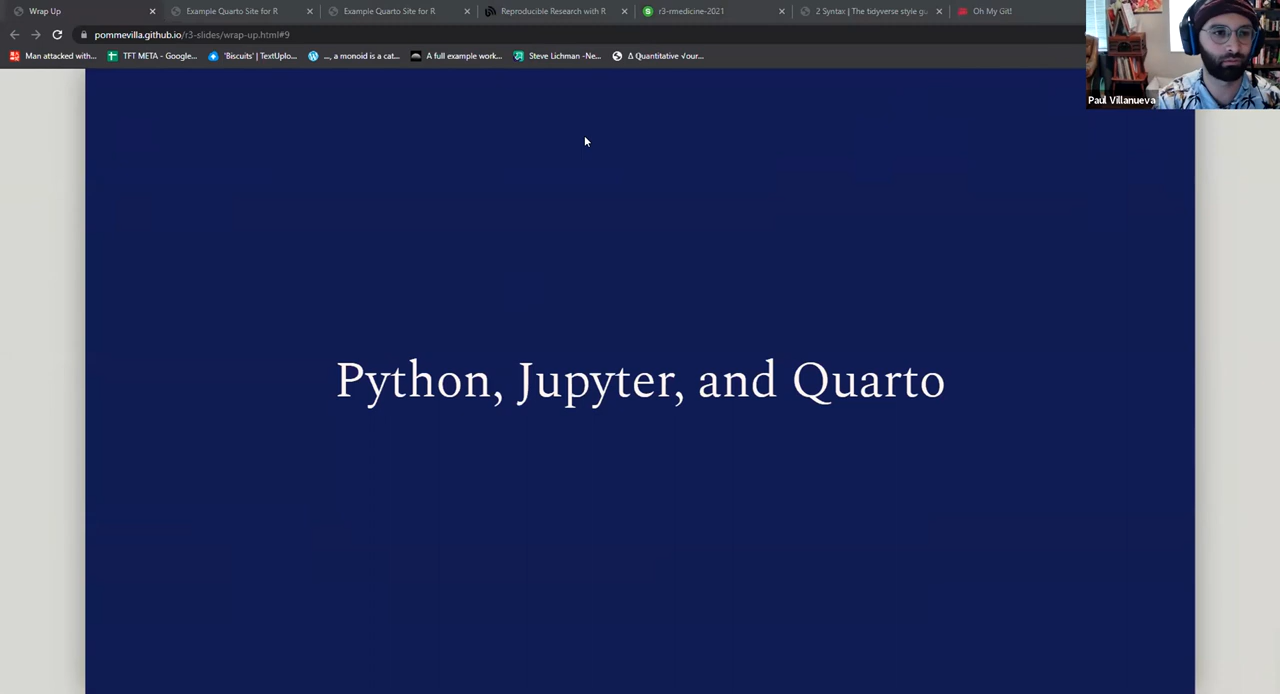 Wrap Up
Example Quarto Site for R
Example Quarto Site for R
Reproducible Research with R
r3-rmedicine-2021
2 Syntax | The tidyverse style gu
Oh My Git!
pommevilla.github.io/r3-slides/wrap-up.html#9
Man attacked with...
TFT META - Google...
'Biscuits' | TextUplo...
..., a monoid is a cat...
A full example work...
Steve Lichman -Ne...
Δ Quantitative √our...
Paul Villanueva
Python, Jupyter, and Quarto